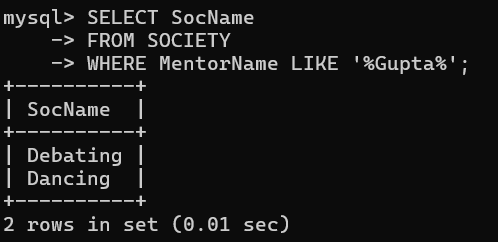 mysql> SELECT SocName
    -> FROM SOCIETY
    -> WHERE MentorName LIKE '%Gupta%';
+----------+
| SocName  |
+----------+
| Debating |
| Dancing  |
+----------+
2 rows in set (0.01 sec)